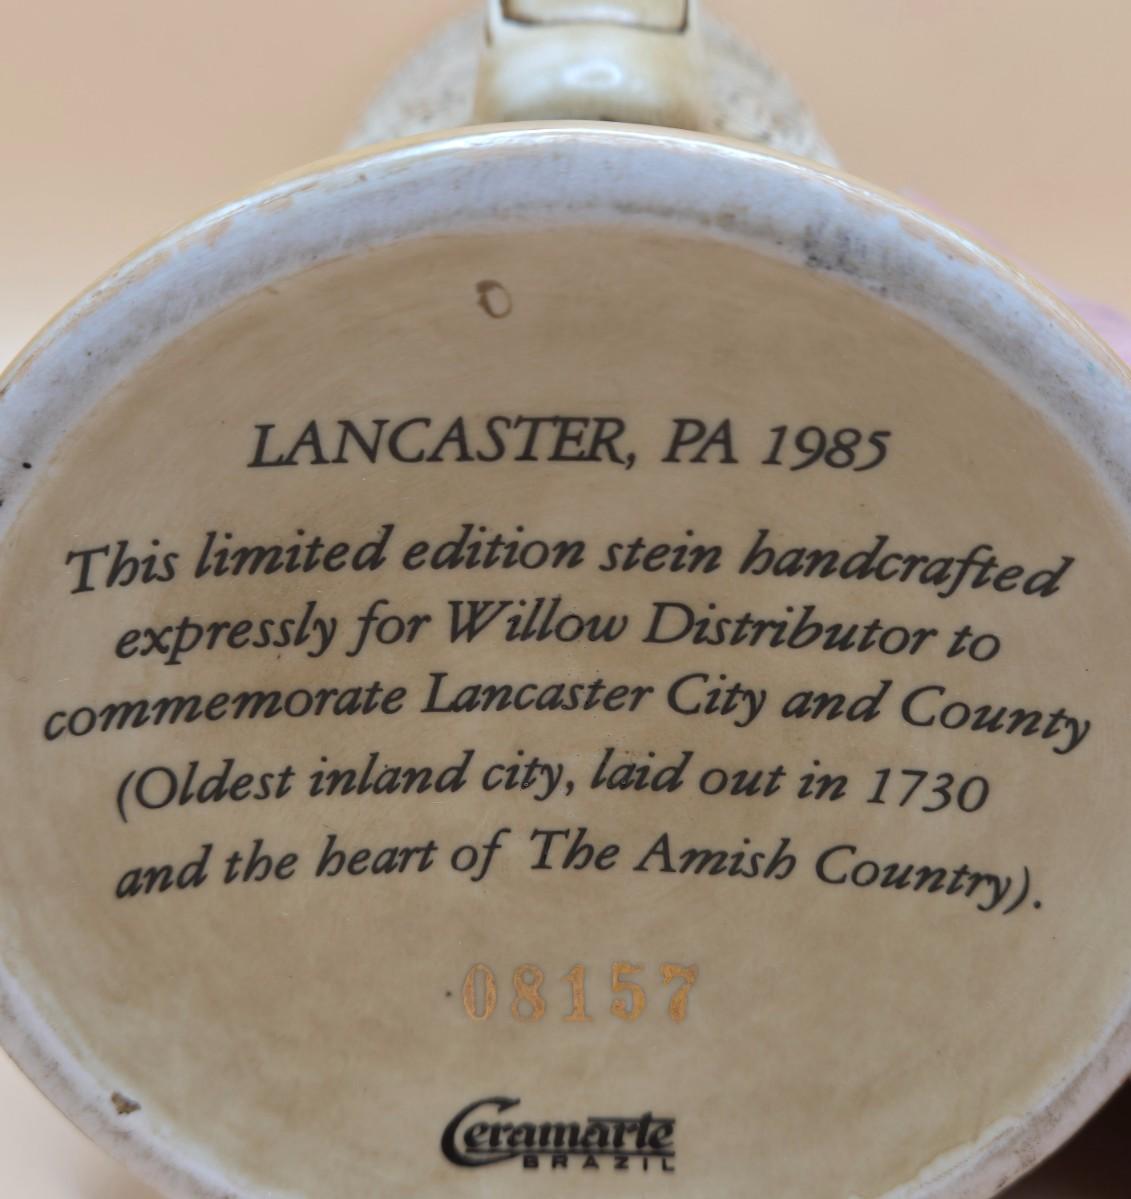 LANCASTER, PA 1985
This limited edition stein handcrafted
expressly for Willow Distributor to
commemorate Lancaster City and County
(Oldest inland city, laid out in 1730
and the heart of The Amish Country).
08157
Ceramarte
BRAZIL